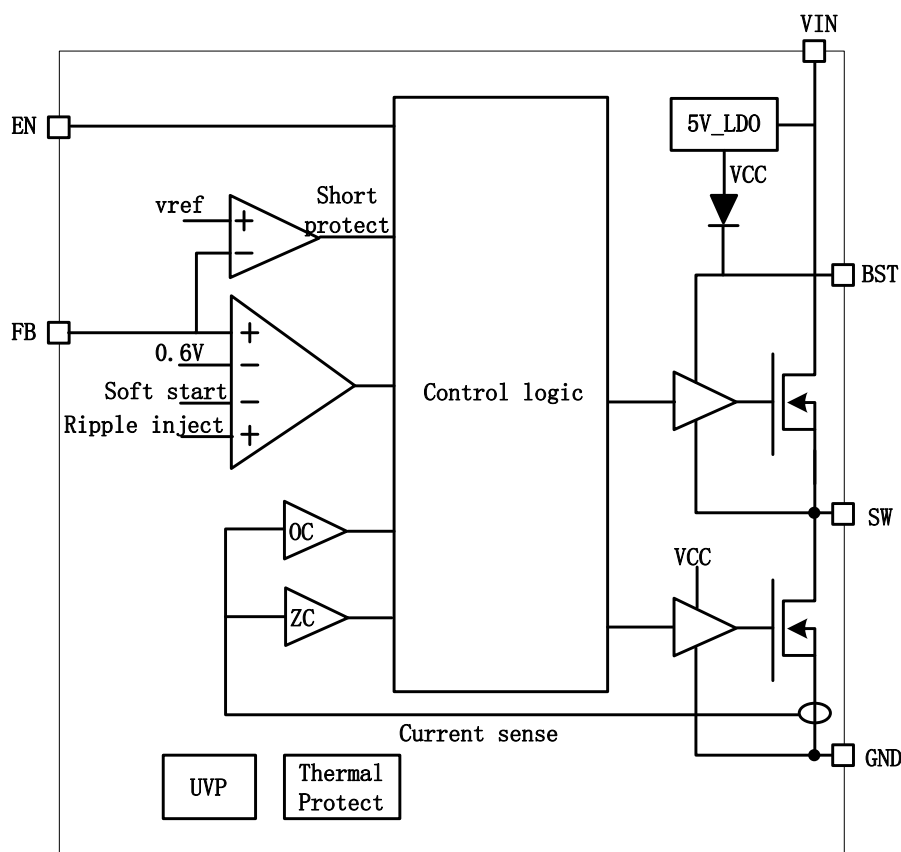 VIN
EN
5V_LDO
VCC
Short
protect
vref
+
−
BST
FB
+
0.6V
−
Soft start
−
Ripple inject
+
Control logic
SW
OC
VCC
ZC
Current sense
GND
UVP
Thermal
Protect